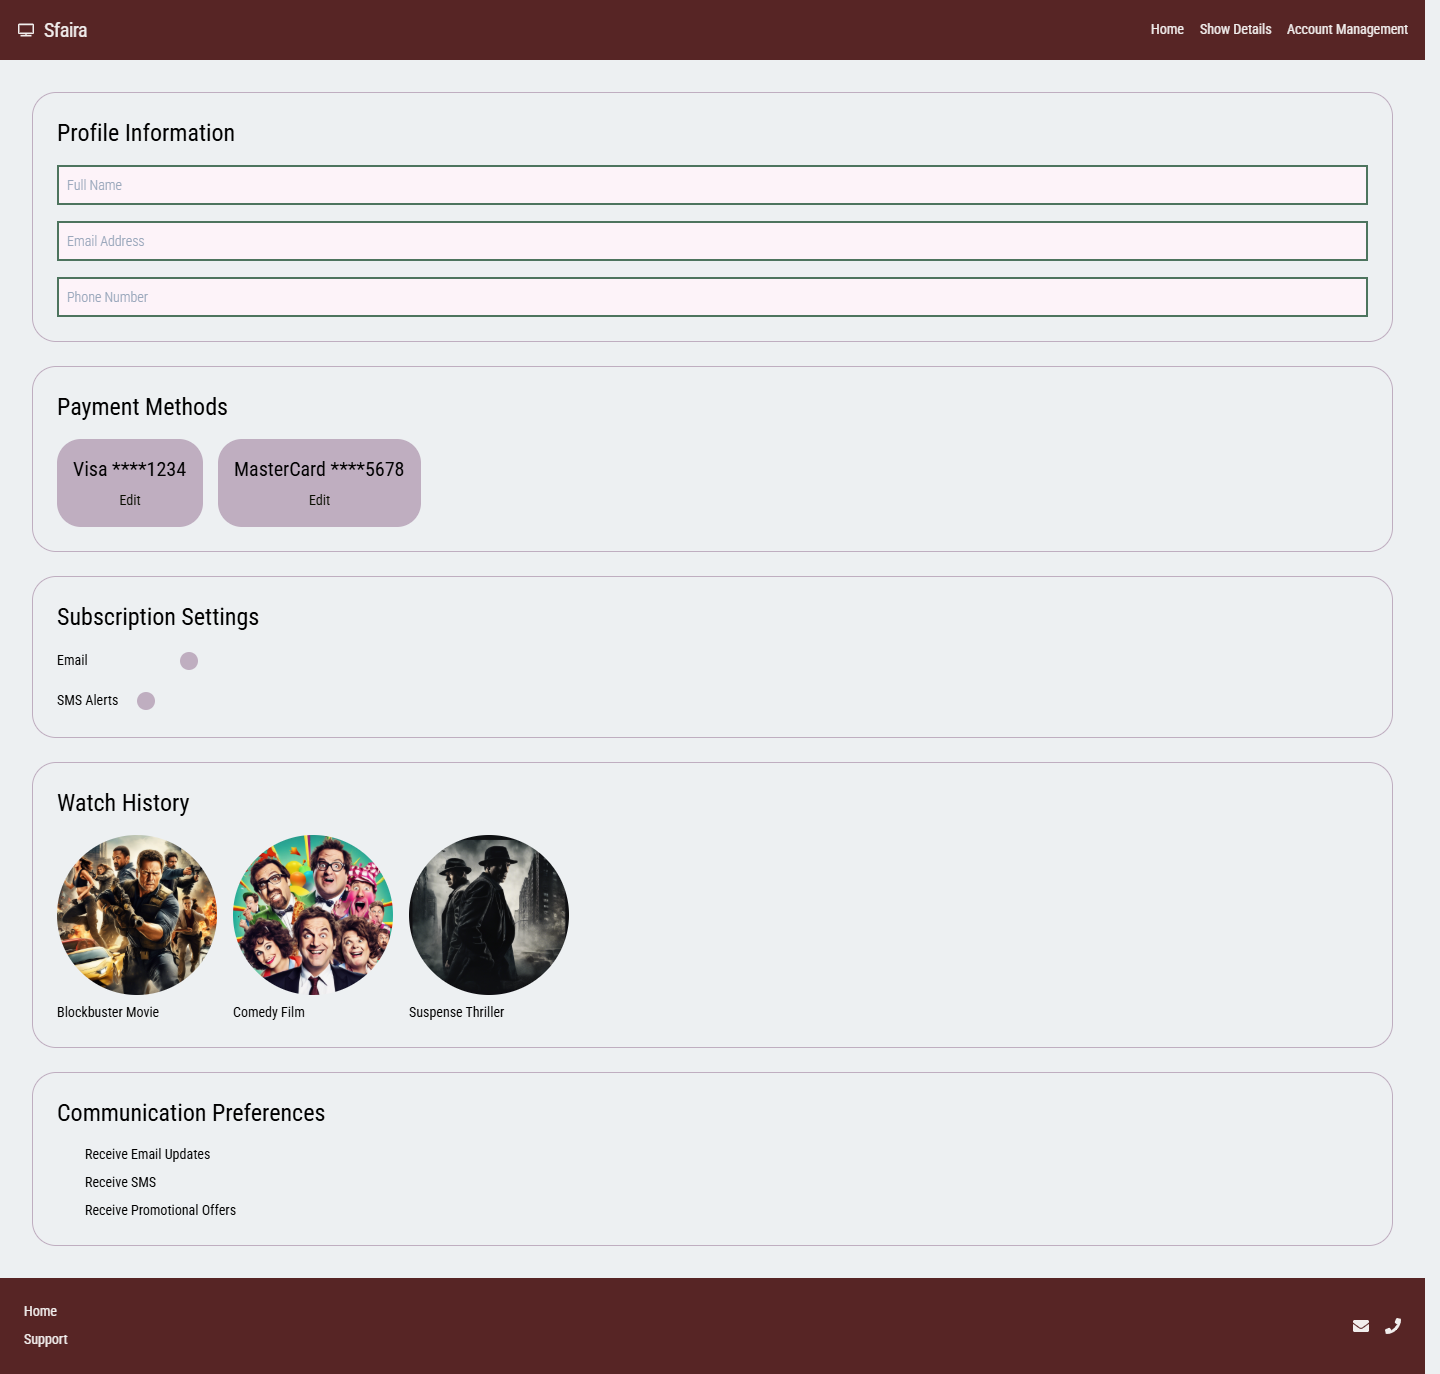 Sfaira
Home Show Details Account Management
Profile Information
Full Name
Email Address
Phone Number
Payment Methods
Visa ****1234
Edit
MasterCard ****5678
Edit
Subscription Settings
Email
SMS Alerts
Watch History
Blockbuster Movie
Comedy Film
Suspense Thriller
Communication Preferences
Receive Email Updates
Receive SMS
Receive Promotional Offers
Home
Support